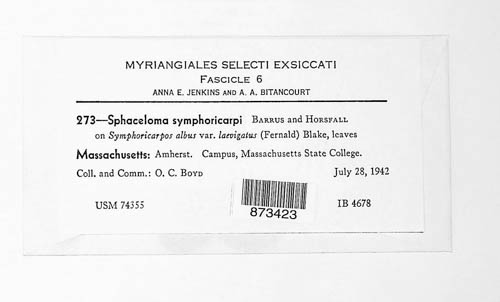 MYRIANGIALES SELECTI EXSICCATI
FASCICLE 6
ANNA E. JENKINS AND A. A. BITANCOURT
273—Sphaceloma symphoricarpi BARRUS and HORSFALL
on Symphoricarpos albus var. laevigatus (Fernald) Blake, leaves
Massachusetts: Amherst. Campus, Massachusetts State College.
Coll. and Comm.: O. C. BOYD July 28, 1942
USM 74355 IB 4678
873423